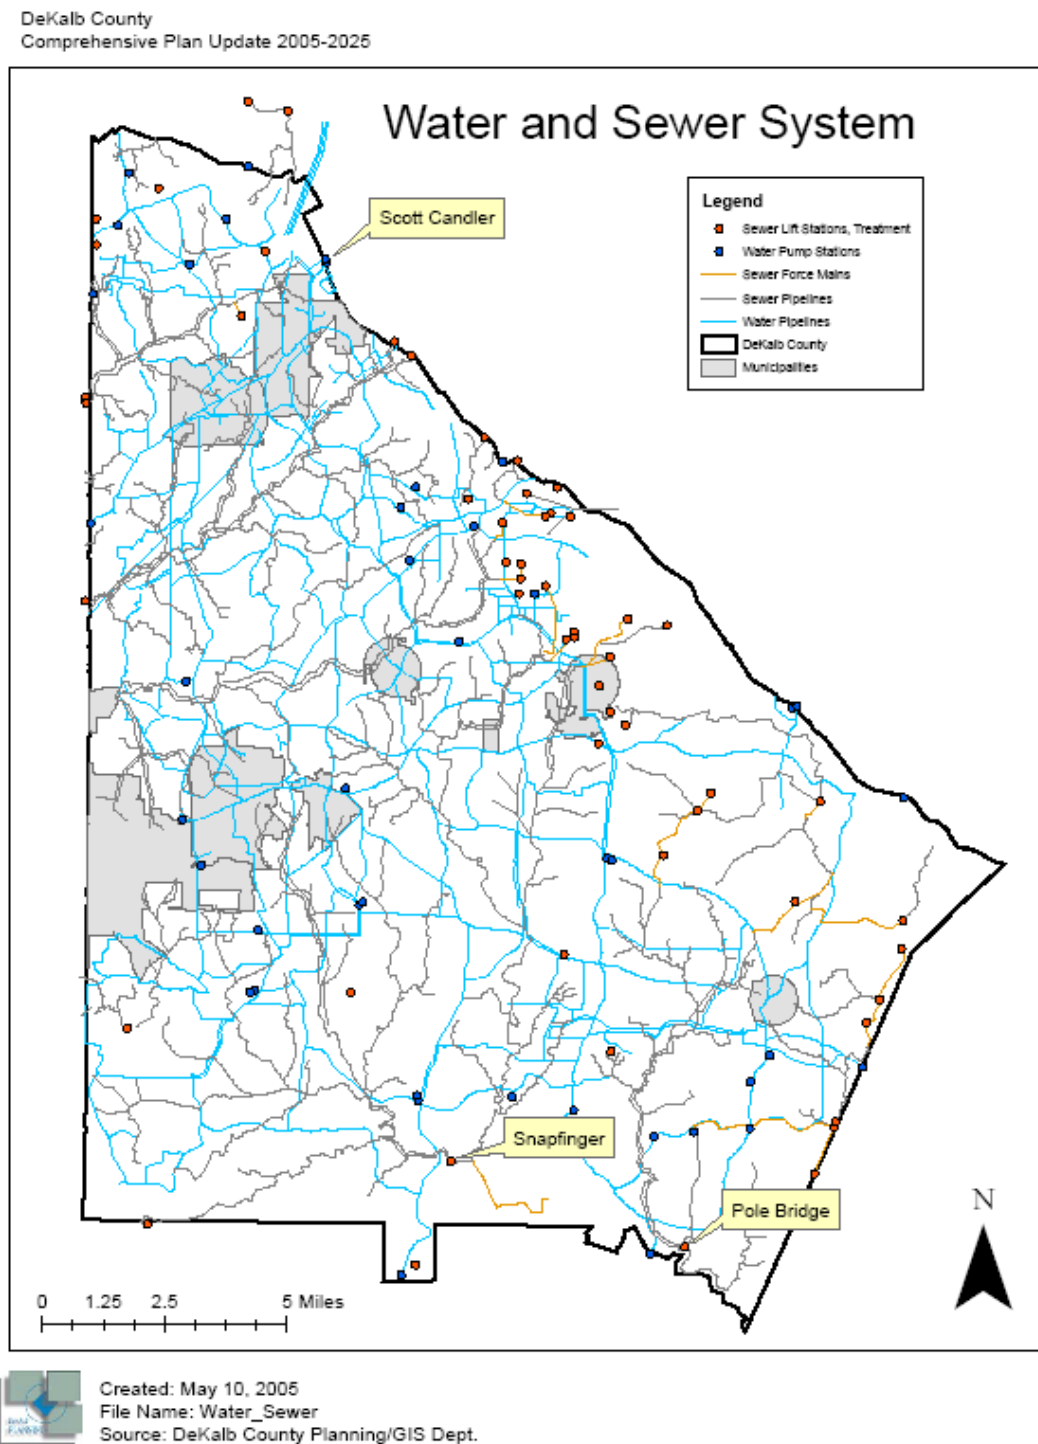 DeKalb County
Comprehensive Plan Update 2005-2025
Water and Sewer System
Scott Candler
Legend
Sewer Lift Stations, Treatment
Water Pump Stations
Sewer Force Mains
Sewer Pipelines
Water Pipelines
DeKalb County
Municipalities
Snapfinger
Pole Bridge
N
0 1.25 2.5 5 Miles
Created: May 10, 2005
File Name: Water_Sewer
Source: DeKalb County Planning/GIS Dept.